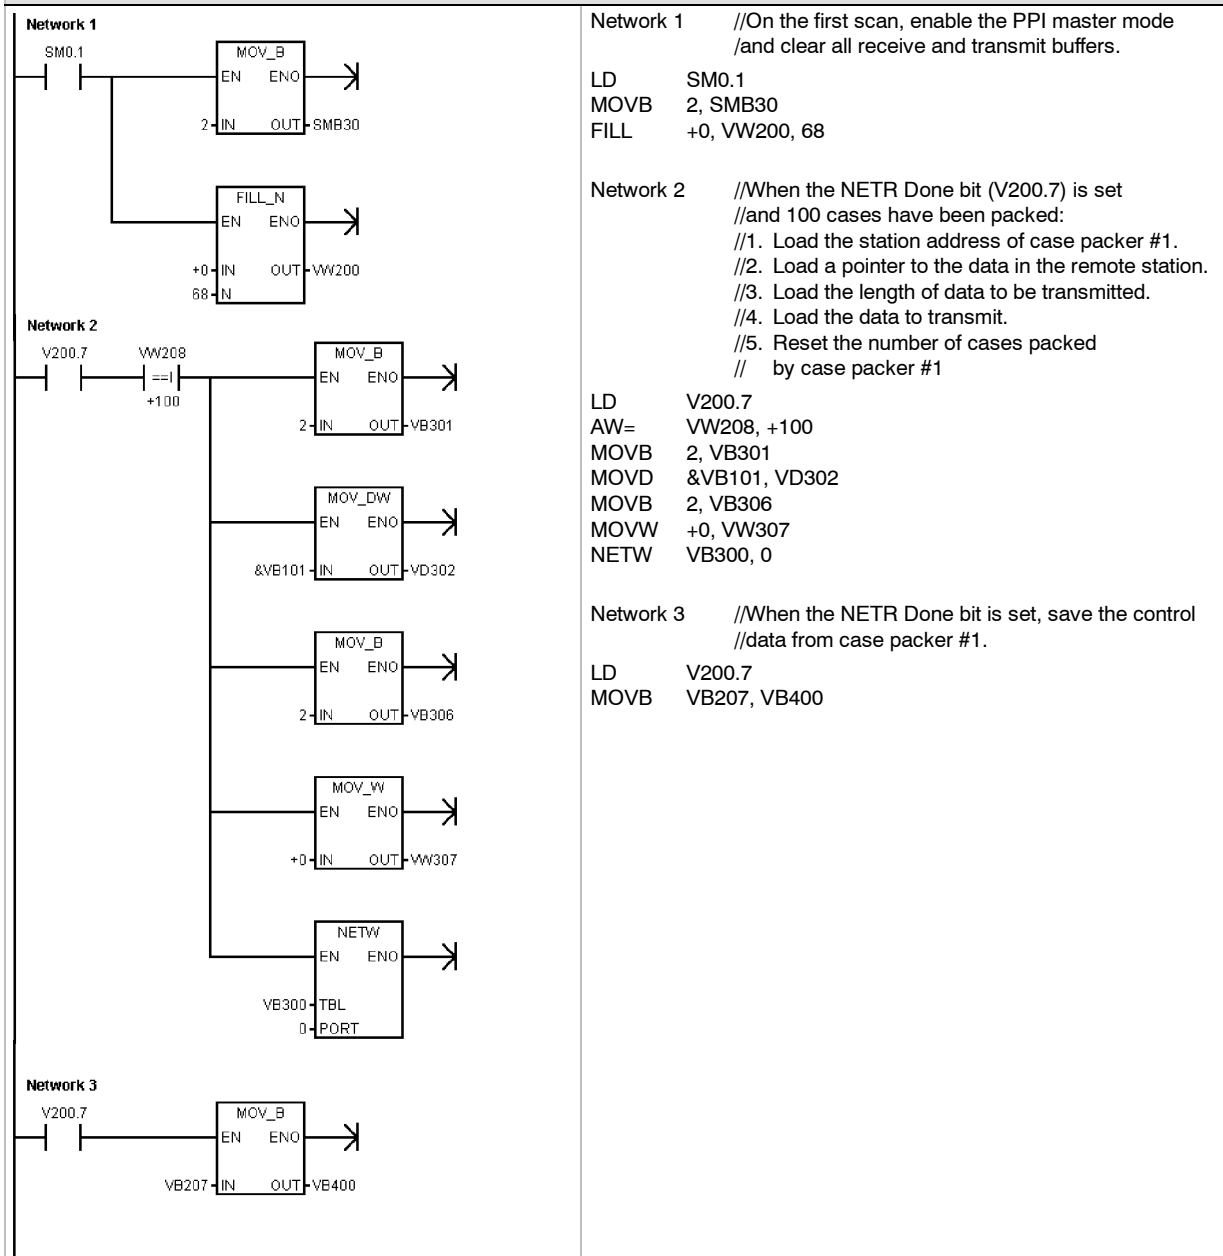 Network 1
SM0.1
MOV_B
EN ENO
2 IN OUT SMB30
FILL_N
EN ENO
+0 IN OUT VW200
68 N
Network 2
V200.7 VW208
==I
+100
MOV_B
EN ENO
2 IN OUT VB301
MOV_DW
EN ENO
&VB101 IN OUT VD302
MOV_B
EN ENO
2 IN OUT VB306
MOV_W
EN ENO
+0 IN OUT VW307
NETW
EN ENO
VB300 TBL
0 PORT
Network 3
V200.7
MOV_B
EN ENO
VB207 IN OUT VB400
Network 1 //On the first scan, enable the PPI master mode
/and clear all receive and transmit buffers.
LD SM0.1
MOVB 2, SMB30
FILL +0, VW200, 68
Network 2 //When the NETR Done bit (V200.7) is set
//and 100 cases have been packed:
//1. Load the station address of case packer #1.
//2. Load a pointer to the data in the remote station.
//3. Load the length of data to be transmitted.
//4. Load the data to transmit.
//5. Reset the number of cases packed
// by case packer #1
LD V200.7
AW= VW208, +100
MOVB 2, VB301
MOVD &VB101, VD302
MOVB 2, VB306
MOVW +0, VW307
NETW VB300, 0
Network 3 //When the NETR Done bit is set, save the control
//data from case packer #1.
LD V200.7
MOVB VB207, VB400